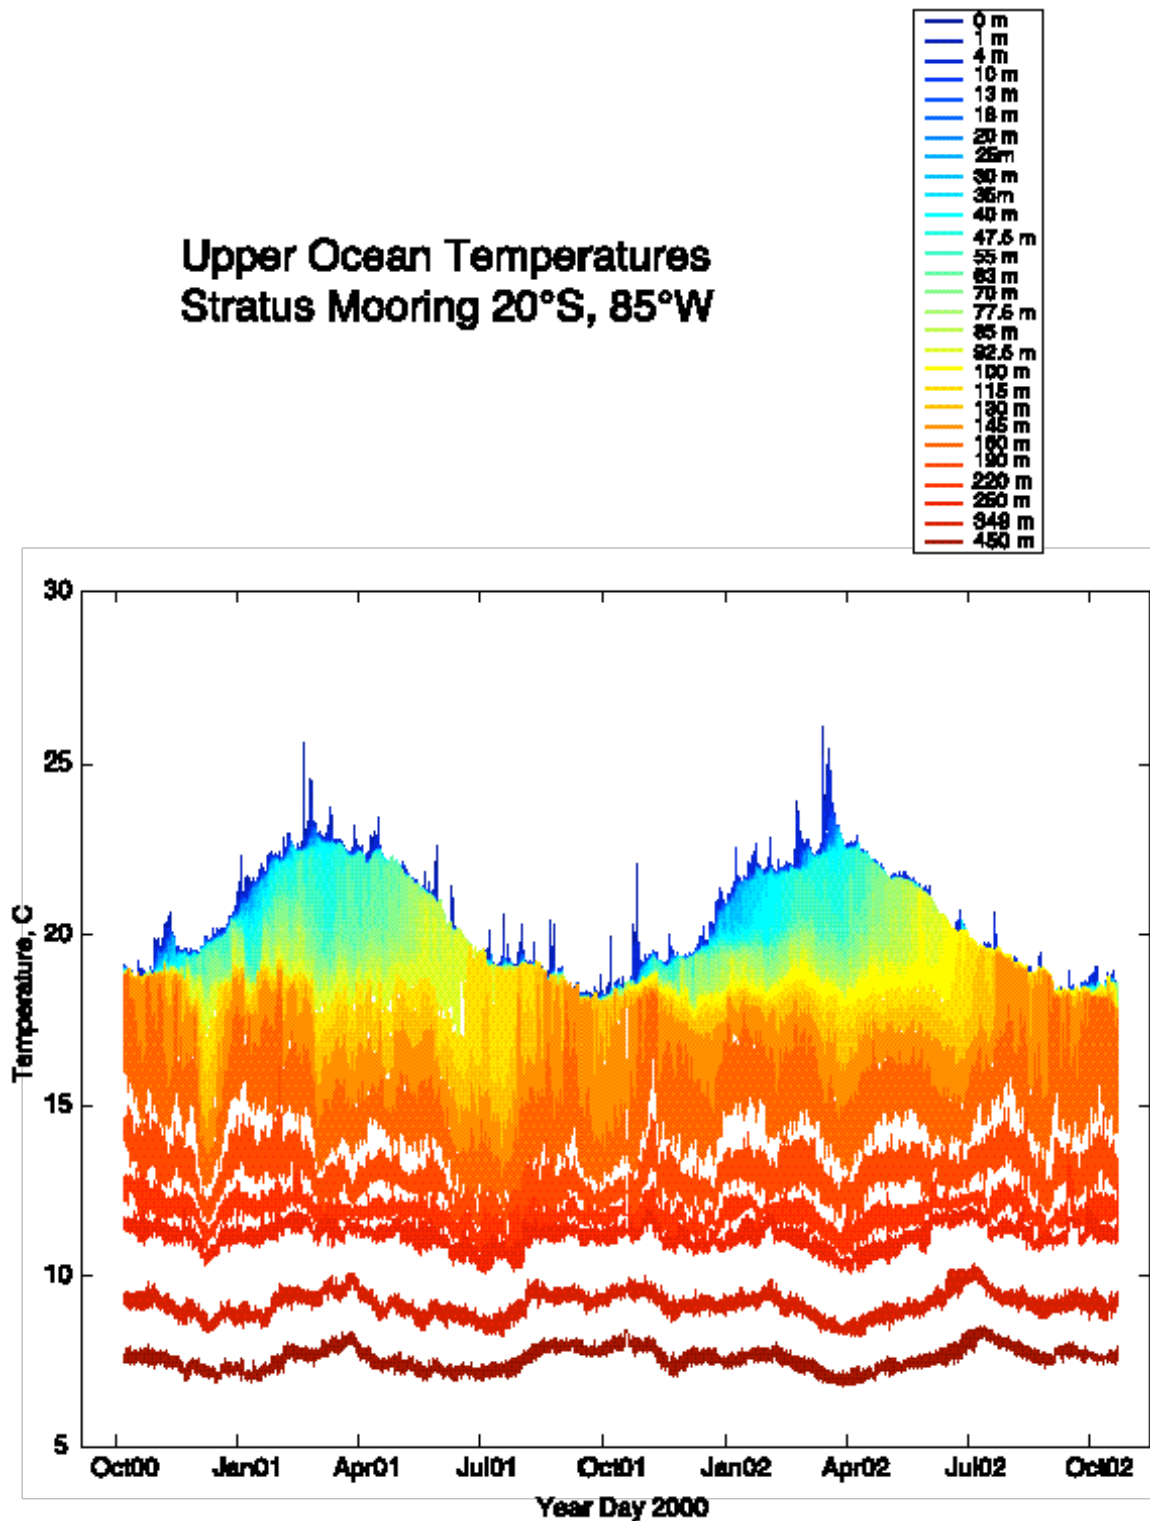 0 m
1 m
4 m
10 m
13 m
16 m
20 m
25m
30 m
35m
40 m
47.5 m
55 m
63 m
70 m
77.5 m
85 m
92.5 m
100 m
115 m
130 m
145 m
160 m
190 m
220 m
250 m
349 m
450 m
Upper Ocean Temperatures
Stratus Mooring 20°S, 85°W
30
25
20
15
10
5
Temperature, C
Oct00 Jan01 Apr01 Jul01 Oct01 Jan02 Apr02 Jul02 Oct02
Year Day 2000